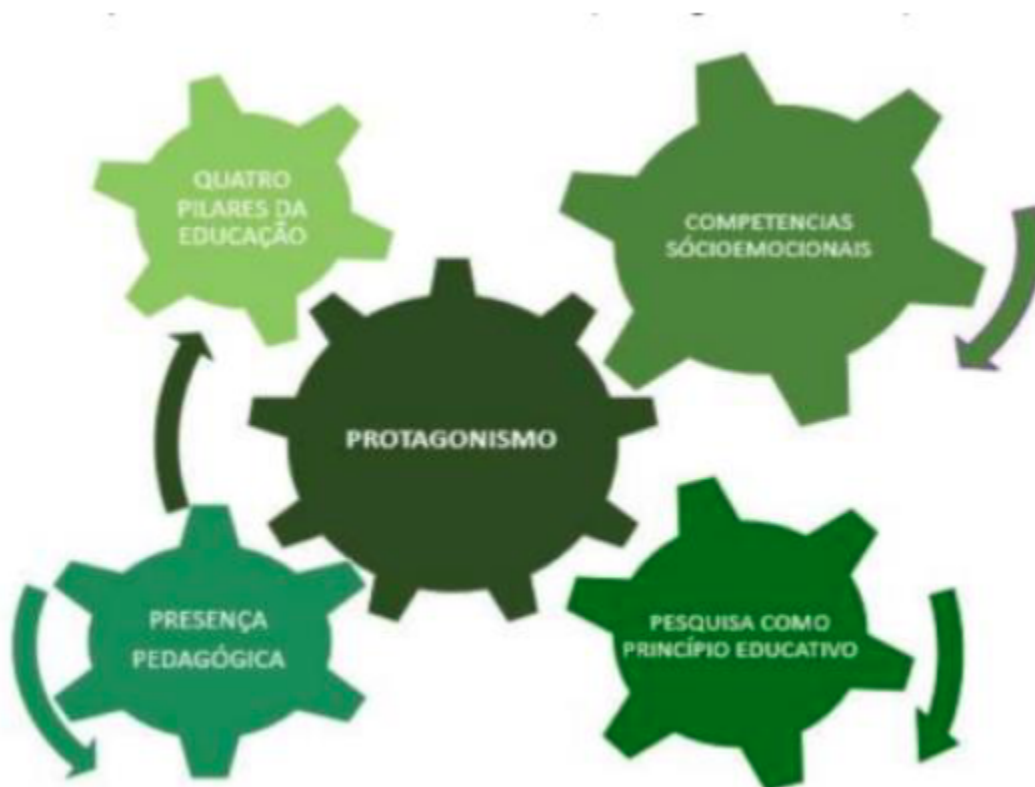 QUATRO
PILARES DA
EDUCAÇÃO
COMPETENCIAS
SÓCIOEMOCIONAIS
PROTAGONISMO
PRESENÇA
PEDAGÓGICA
PESQUISA COMO
PRINCÍPIO EDUCATIVO